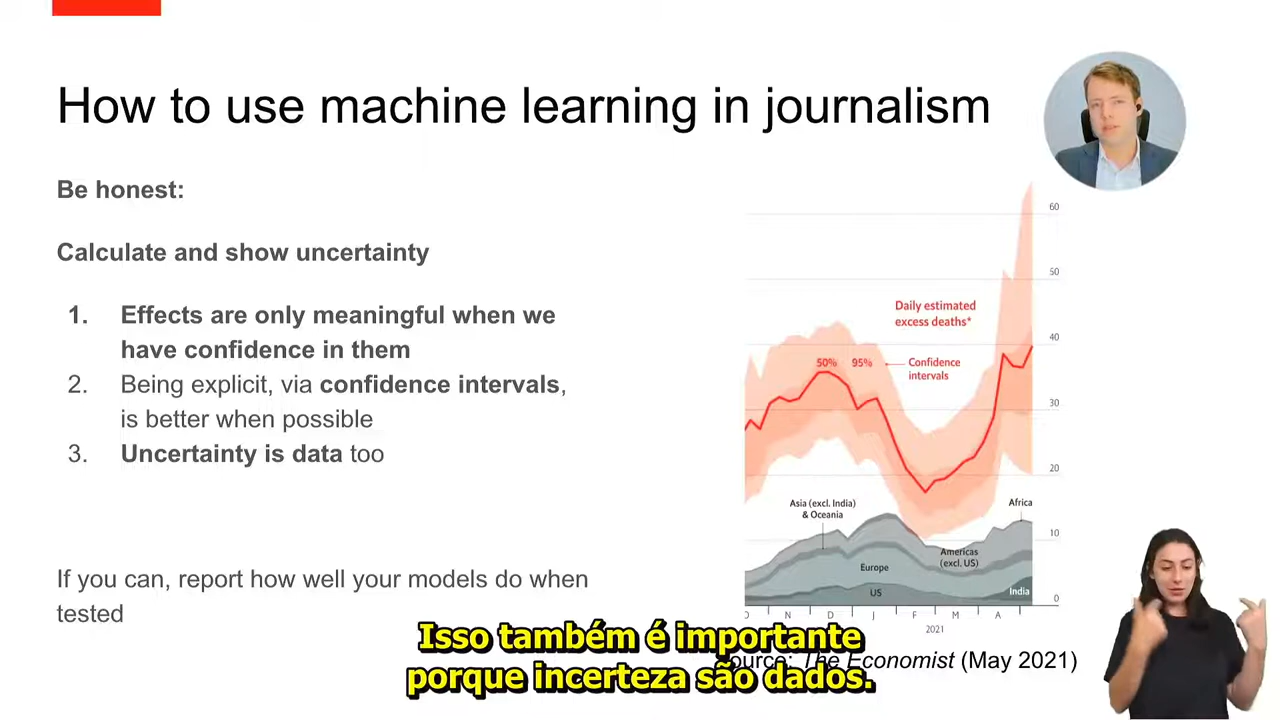 How to use machine learning in journalism
Be honest:
Calculate and show uncertainty
1. Effects are only meaningful when we
have confidence in them
2. Being explicit, via confidence intervals,
is better when possible
3. Uncertainty is data too
If you can, report how well your models do when
tested
60
50
Daily estimated
excess deaths*
40
50% 95%
Confidence
intervals
30
20
Asia (excl. India)
& Oceania
Africa
10
Americas
(excl. US)
Europe
US
India
0
N D J F M A
2021
The Economist (May 2021)
Isso também é importante
porque incerteza são dados.